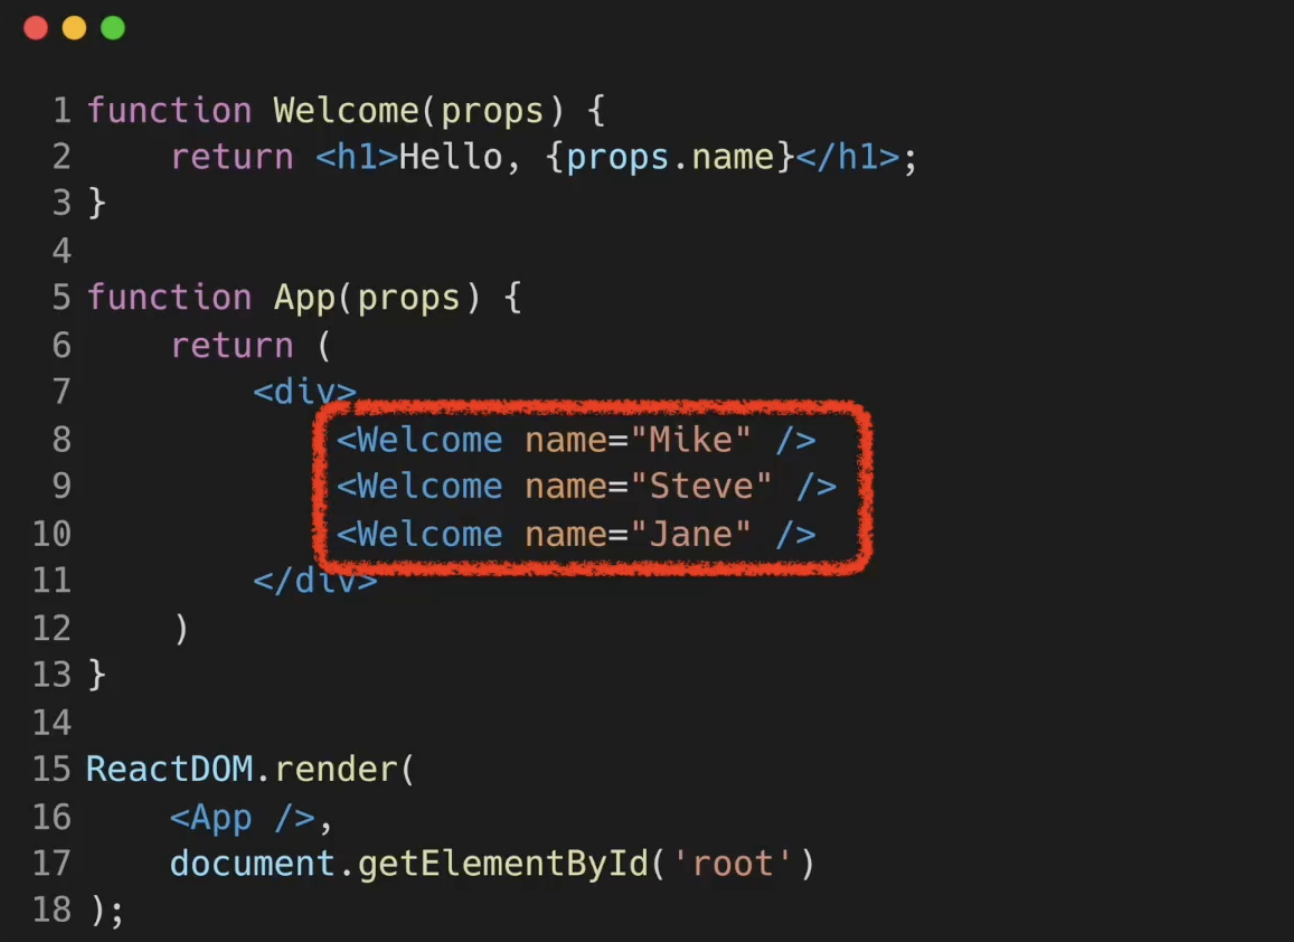 1 function Welcome(props) {
2     return <h1>Hello, {props.name}</h1>;
3 }
4
5 function App(props) {
6     return (
7         <div>
8             <Welcome name="Mike" />
9             <Welcome name="Steve" />
10             <Welcome name="Jane" />
11         </div>
12     )
13 }
14
15 ReactDOM.render(
16     <App />,
17     document.getElementById('root')
18 );